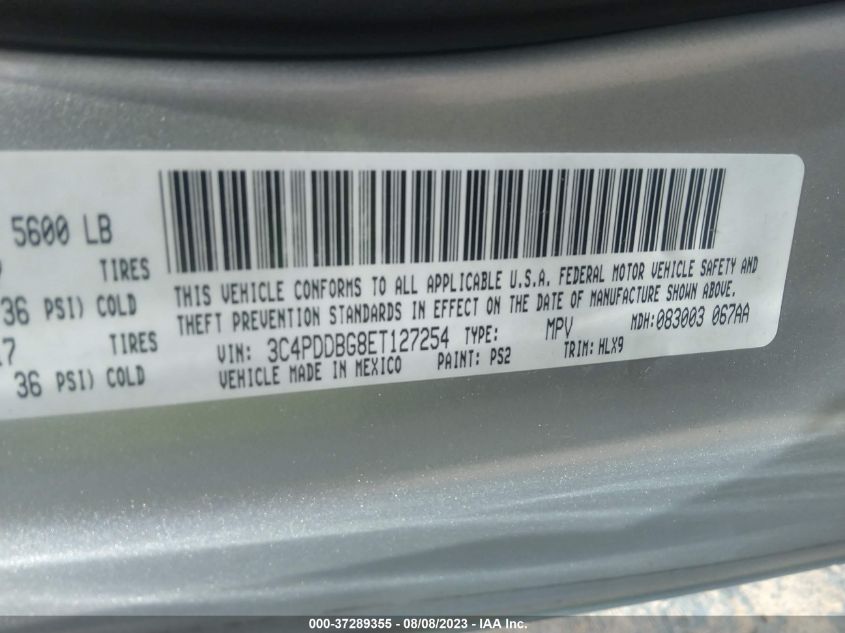 5600 LB
TIRES
36 PSI) COLD
TIRES
36 PSI) COLD
THIS VEHICLE CONFORMS TO ALL APPLICABLE U.S.A. FEDERAL MOTOR VEHICLE SAFETY AND
THEFT PREVENTION STANDARDS IN EFFECT ON THE DATE OF MANUFACTURE SHOWN ABOVE.
VIN: 3C4PDDBG8ET127254 TYPE: MPV MDH:083003 067AA
VEHICLE MADE IN MEXICO PAINT: PS2 TRIM: HLX9
000-37289355 - 08/08/2023 - IAA Inc.